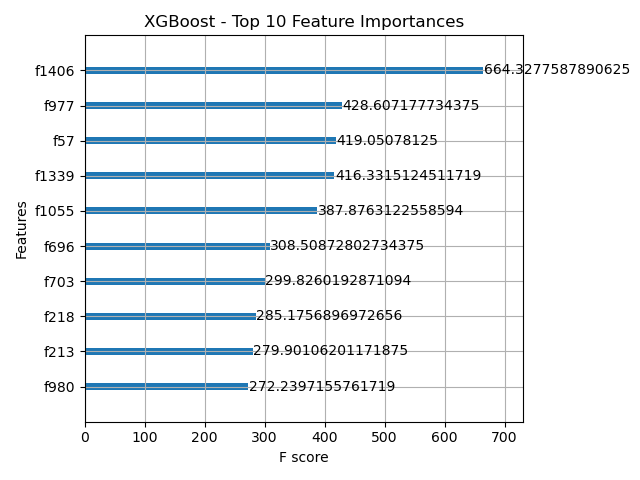 XGBoost - Top 10 Feature Importances
f1406 664.3277587890625
f977 428.607177734375
f57 419.05078125
f1339 416.3315124511719
f1055 387.8763122558594
f696 308.50872802734375
f703 299.8260192871094
f218 285.1756896972656
f213 279.90106201171875
f980 272.2397155761719
Features
0 100 200 300 400 500 600 700
F score